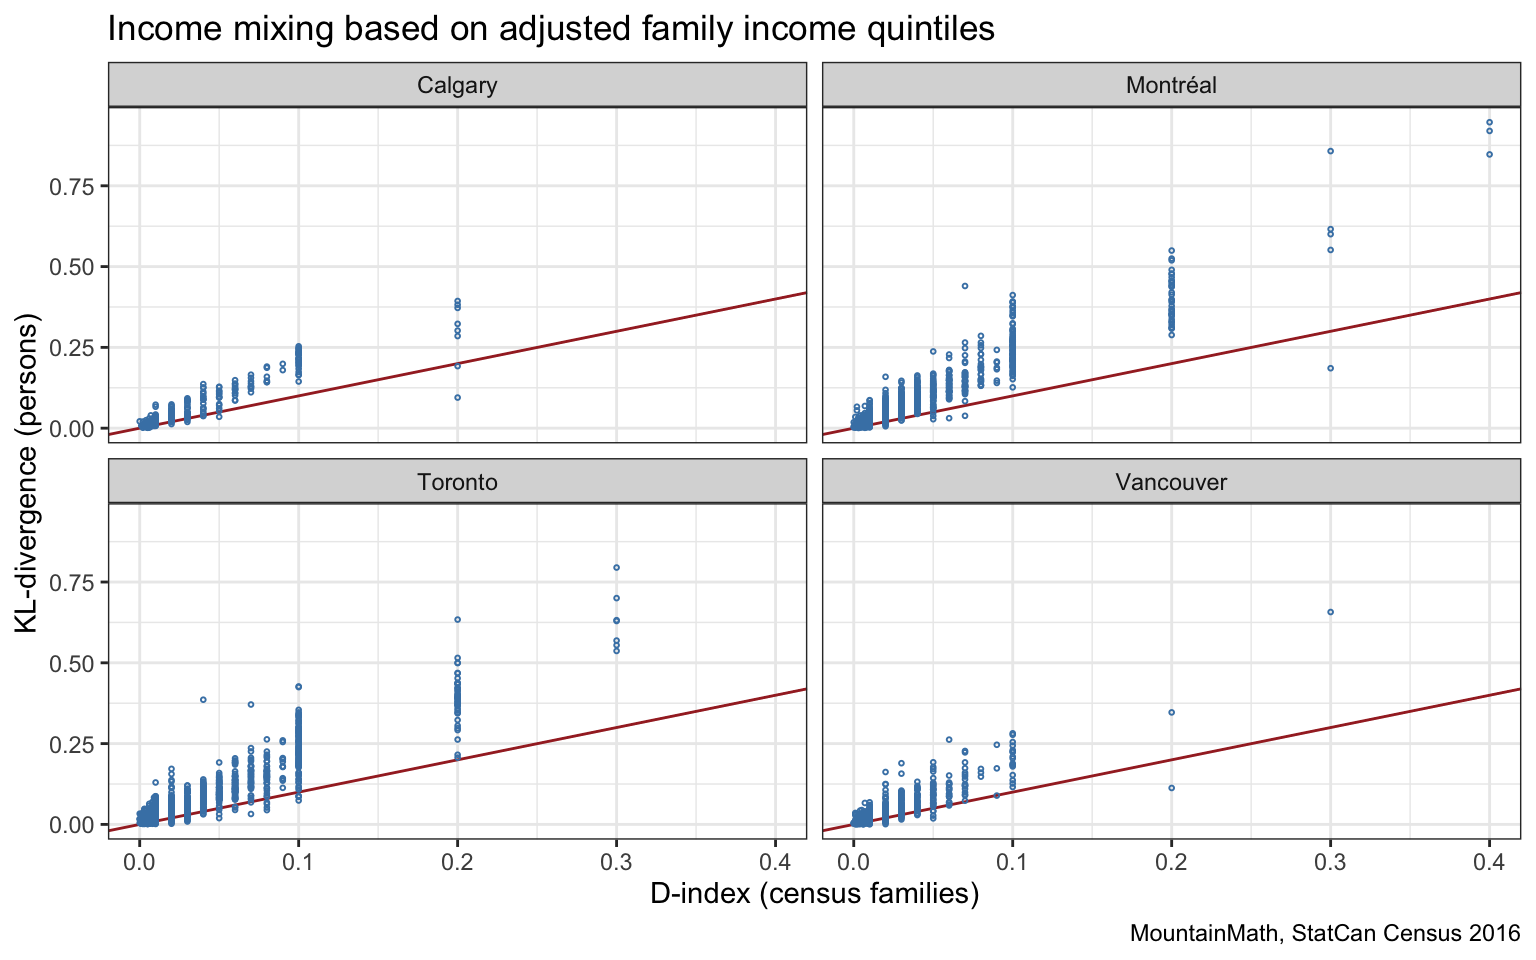 Income mixing based on adjusted family income quintiles
Calgary
Montréal
0.75
0.50
0.25
0.00
Toronto
Vancouver
0.75
0.50
0.25
0.00
KL-divergence (persons)
0.0 0.1 0.2 0.3 0.4 0.0 0.1 0.2 0.3 0.4
D-index (census families)
MountainMath, StatCan Census 2016